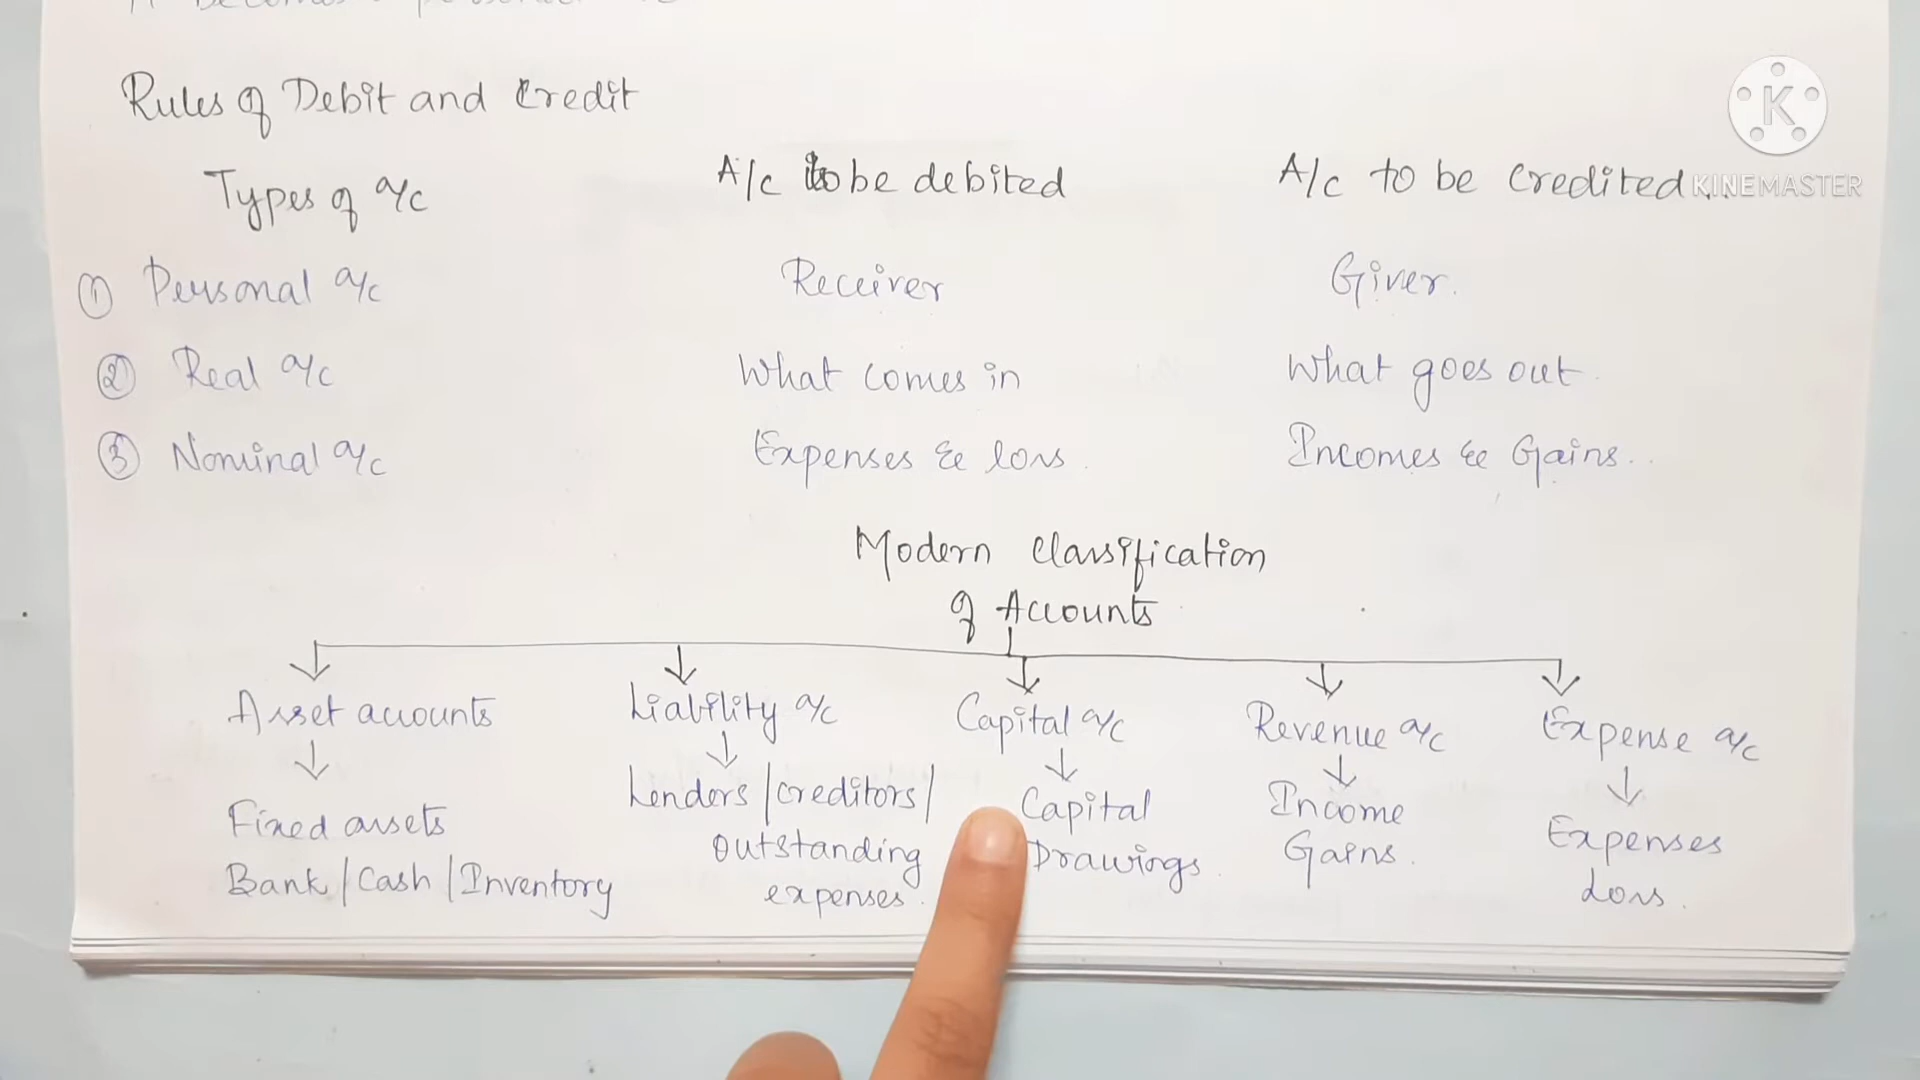 Rules of Debit and Credit
Types of a/c A/c to be debited A/c to be credited
① Personal a/c Receiver Giver.
② Real a/c What comes in What goes out.
③ Nominal a/c Expenses & loss. Incomes & Gains..
Modern Classification
of Accounts
Asset accounts Liability a/c Capital a/c Revenue a/c Expense a/c
Fixed assets Lenders/creditors/ Capital Income Expenses
Bank/Cash/Inventory outstanding Drawings. Gains. Loss.
expenses.
K
KINEMASTER